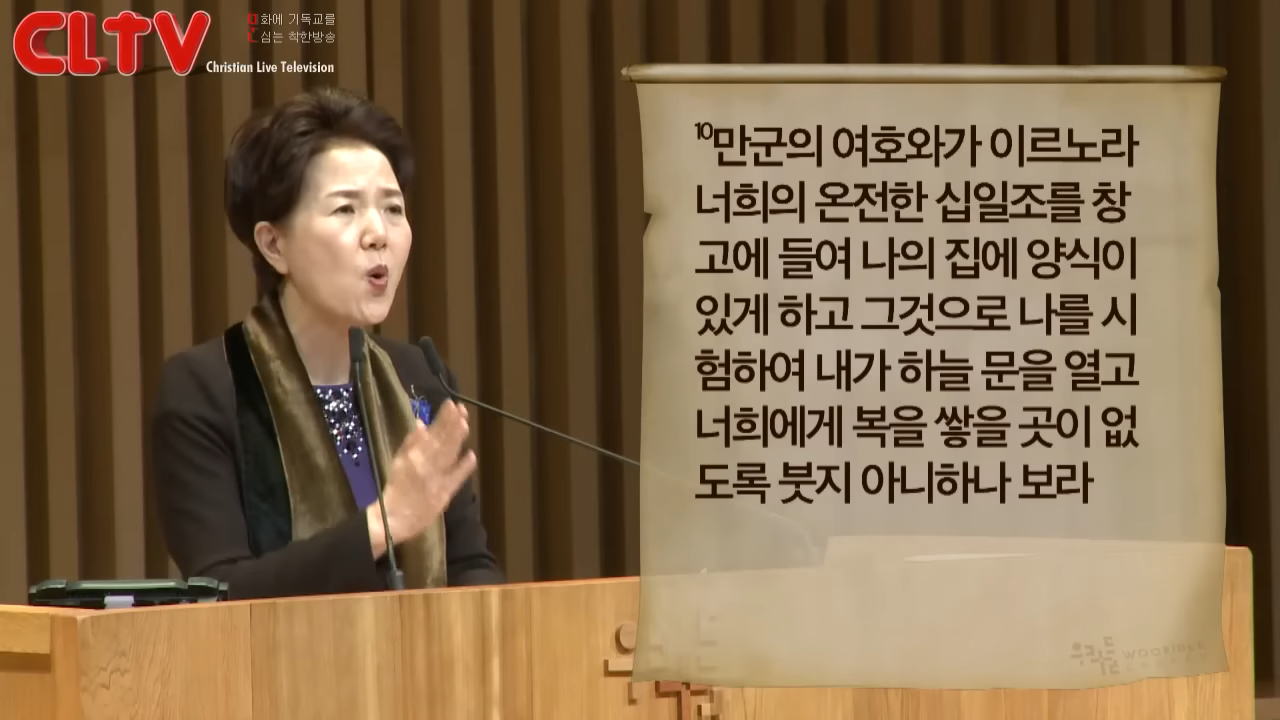 CLTV
문화에 기독교를
심는 착한방송
Christian Live Television
10만군의 여호와가 이르노라
너희의 온전한 십일조를 창
고에 들여 나의 집에 양식이
있게 하고 그것으로 나를 시
험하여 내가 하늘 문을 열고
너희에게 복을 쌓을 곳이 없
도록 붓지 아니하나 보라
우리들